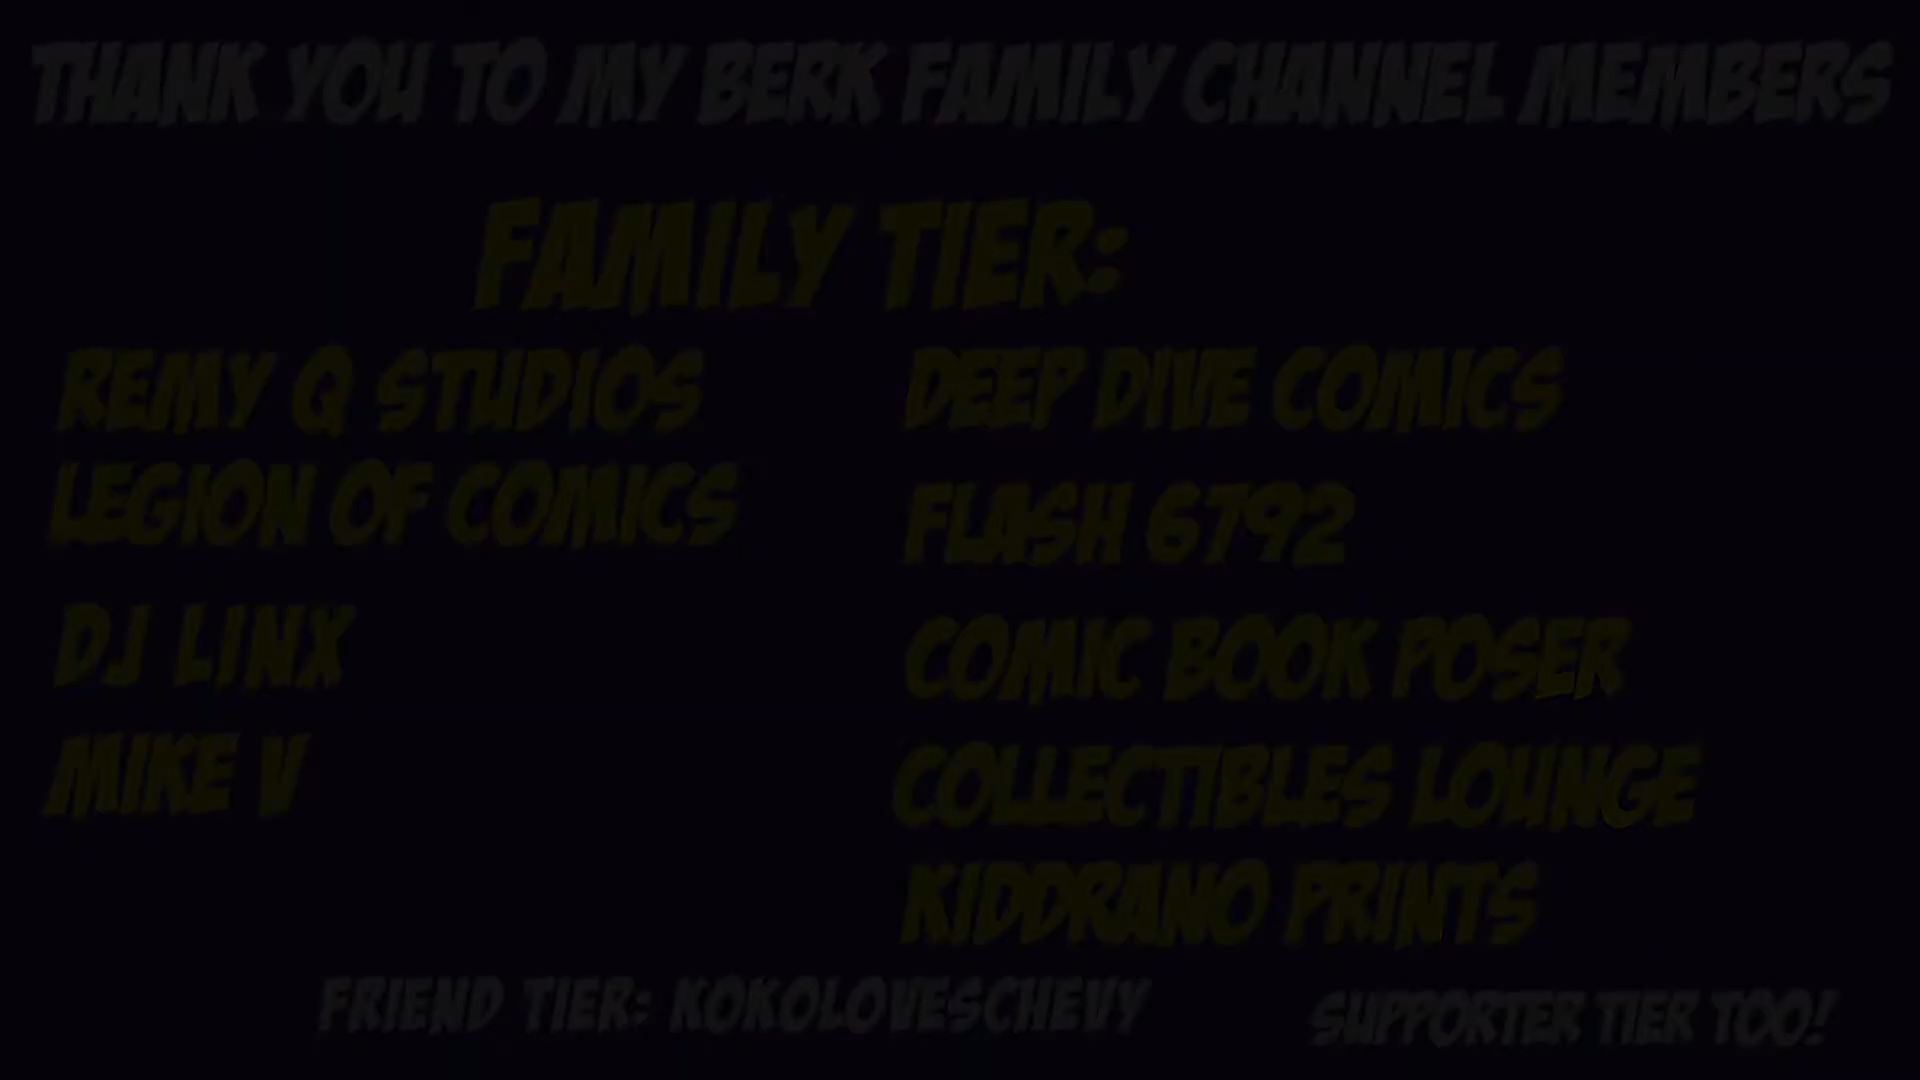 THANK YOU TO MY BERK FAMILY CHANNEL MEMBERS
FAMILY TIER:
REMY Q STUDIOS
LEGION OF COMICS
DJ LINX
MIKE V
DEEP DIVE COMICS
FLASH 6792
COMIC BOOK POSER
COLLECTIBLES LOUNGE
KIDDRANO PRINTS
FRIEND TIER: KOKOLOVESCHEVY
SUPPORTER TIER TOO!